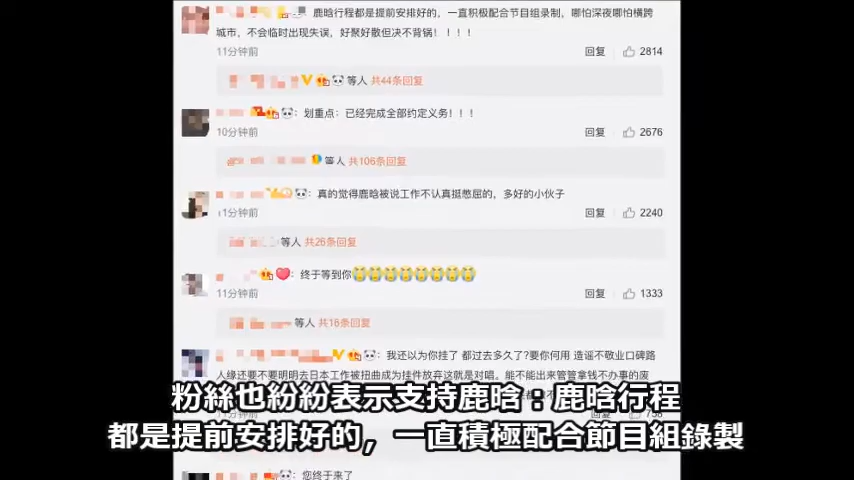 鹿晗行程都是提前安排好的，一直积极配合节目组录制，哪怕深夜哪怕横跨
城市，不会临时出现失误，好聚好散但决不背锅！！！！
11分钟前 回复 2814
等人 共44条回复
：划重点：已经完成全部约定义务！！！
10分钟前 回复 2676
等人 共106条回复
：真的觉得鹿晗被说工作不认真挺憋屈的，多好的小伙子
11分钟前 回复 2240
等人 共26条回复
：终于等到你
11分钟前 回复 1333
等人 共16条回复
：我还以为你挂了 都过去多久了?要你何用 造谣不敬业口碑路
人缘还要不要明明去日本工作被扭曲成为挂件放弃这就是对唱。能不能出来管管拿钱不办事的废
粉絲也紛紛表示支持鹿晗：鹿晗行程
都是提前安排好的，一直積極配合節目組錄製
：您终于来了